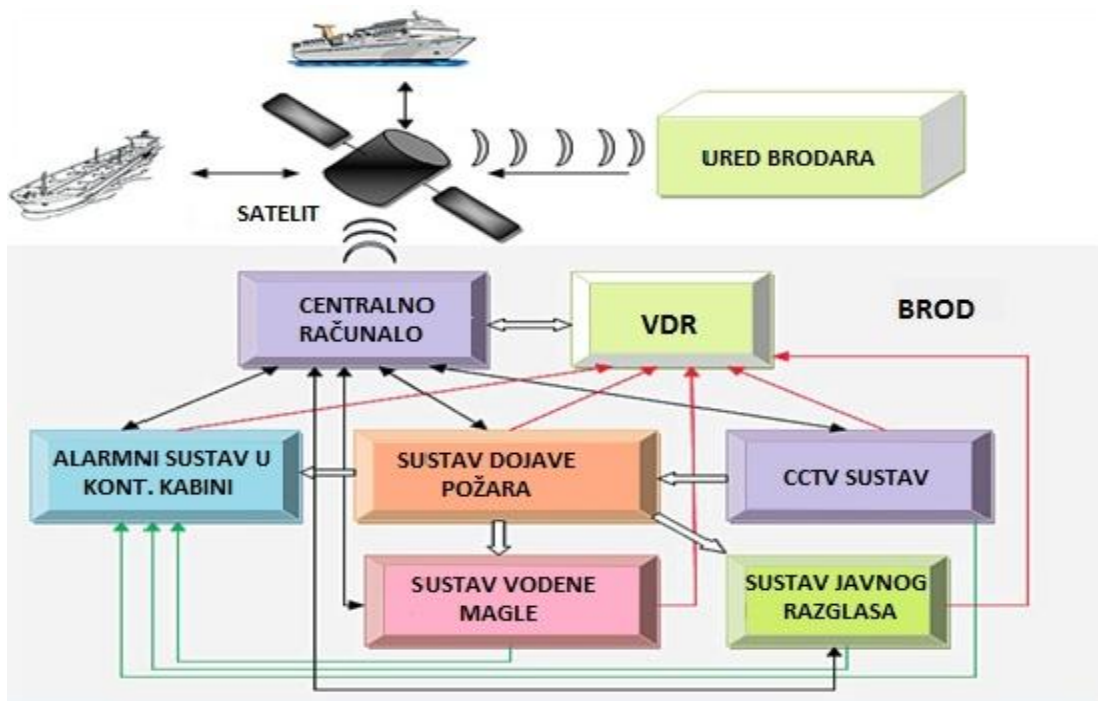 URED BRODARA
SATELIT
CENTRALNO
RAČUNALO
VDR
BROD
ALARMNI SUSTAV U
KONT. KABINI
SUSTAV DOJAVE
POŽARA
CCTV SUSTAV
SUSTAV VODENE
MAGLE
SUSTAV JAVNOG
RAZGLASA